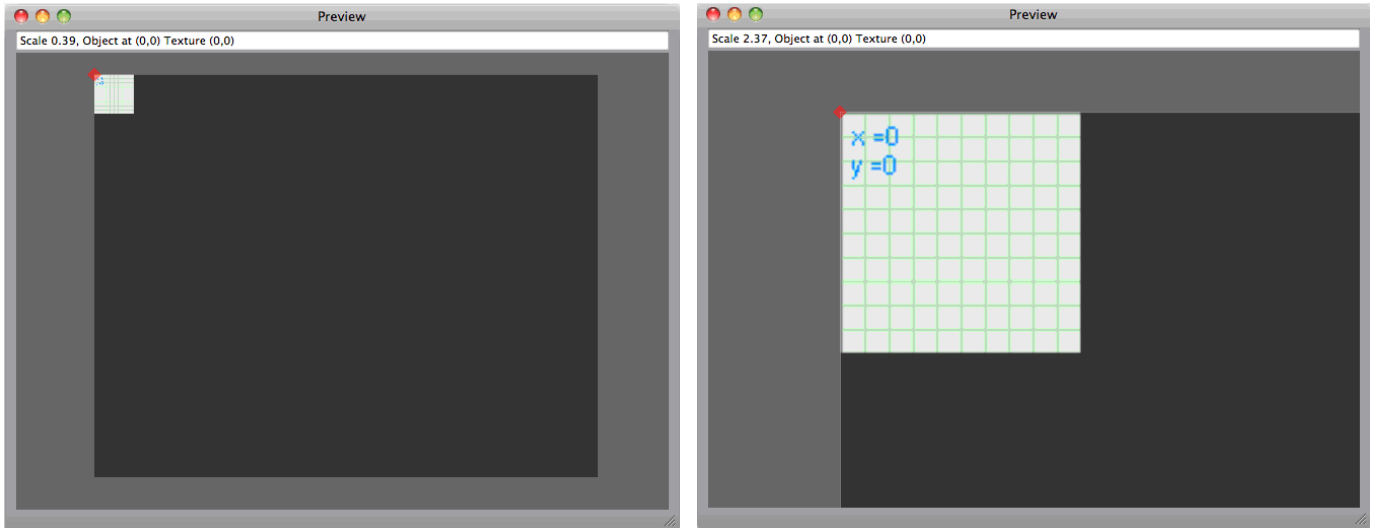 Preview
Scale 0.39, Object at (0,0) Texture (0,0)
Preview
Scale 2.37, Object at (0,0) Texture (0,0)
x =0
y =0